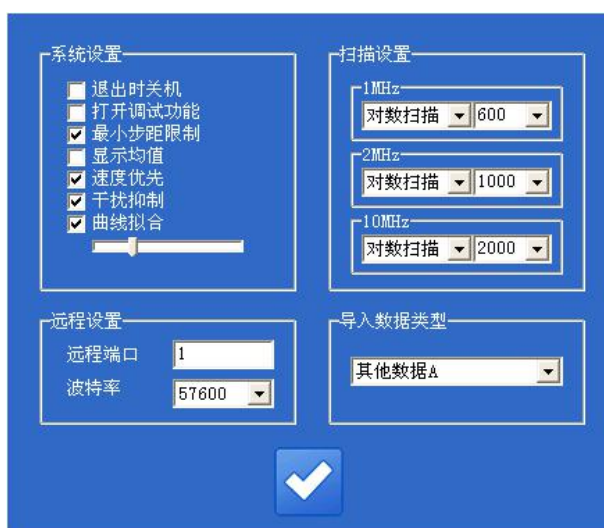 系统设置
退出时关机
打开调试功能
最小步距限制
显示均值
速度优先
干扰抑制
曲线拟合
扫描设置
1MHz
对数扫描 600
2MHz
对数扫描 1000
10MHz
对数扫描 2000
远程设置
远程端口 1
波特率 57600
导入数据类型
其他数据A